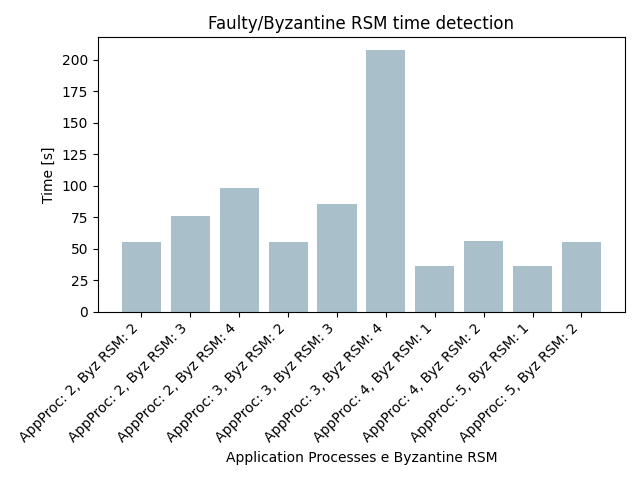 Faulty/Byzantine RSM time detection
Time [s]
200
175
150
125
100
75
50
25
0
AppProc: 2, Byz RSM: 2
AppProc: 2, Byz RSM: 3
AppProc: 2, Byz RSM: 4
AppProc: 3, Byz RSM: 2
AppProc: 3, Byz RSM: 3
AppProc: 3, Byz RSM: 4
AppProc: 4, Byz RSM: 1
AppProc: 4, Byz RSM: 2
AppProc: 5, Byz RSM: 1
AppProc: 5, Byz RSM: 2
Application Processes e Byzantine RSM